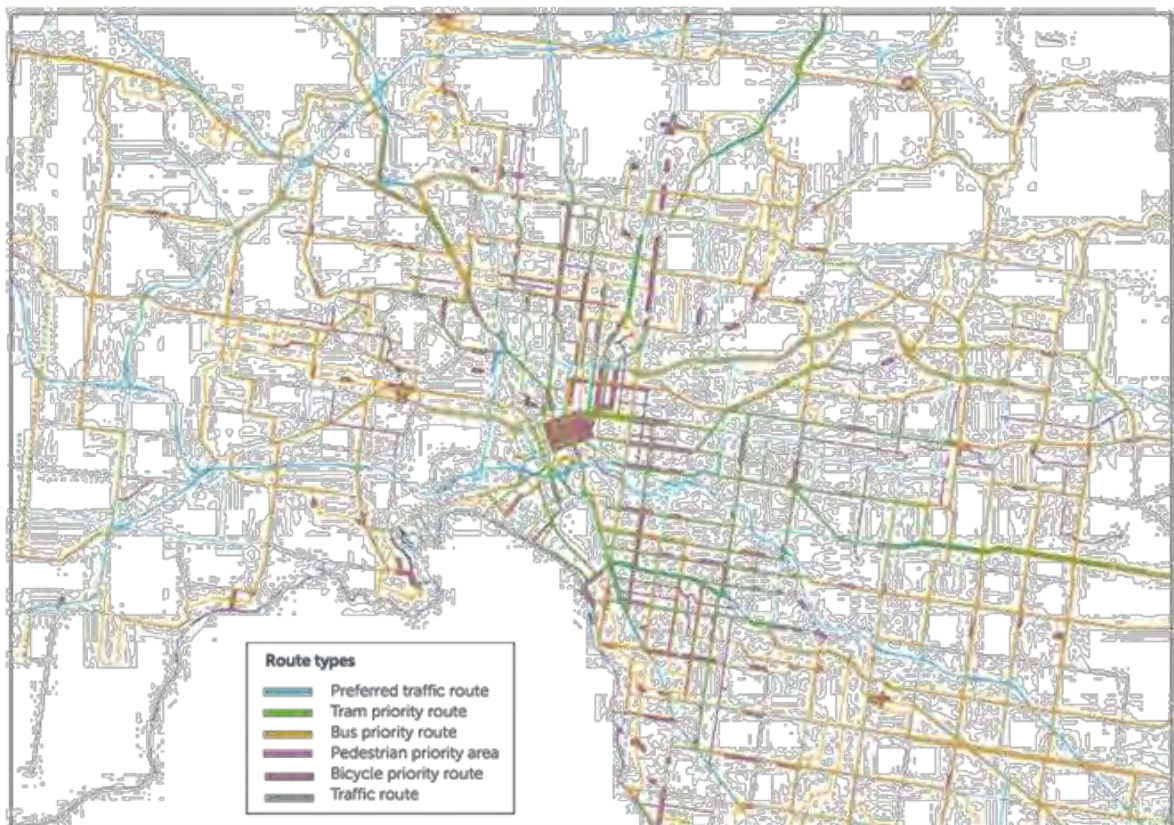 Route types
Preferred traffic route
Tram priority route
Bus priority route
Pedestrian priority area
Bicycle priority route
Traffic route